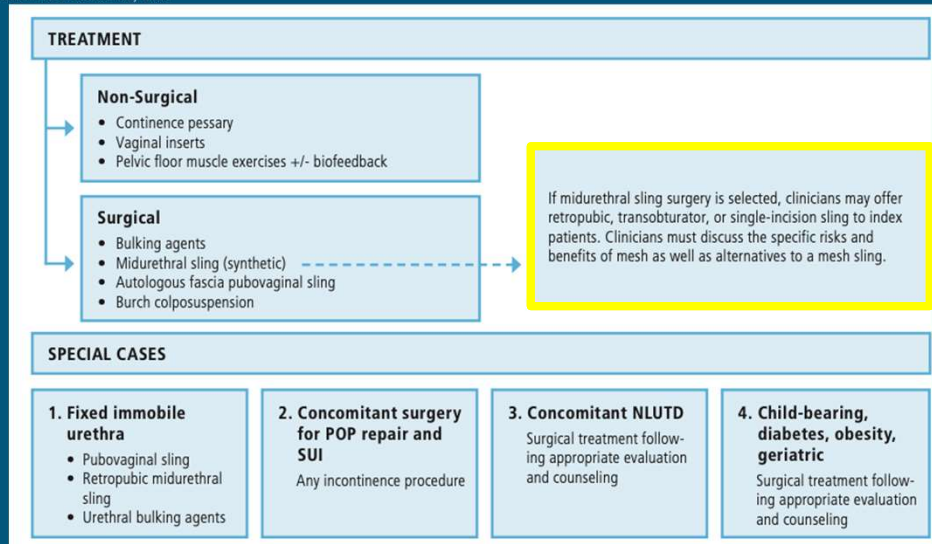 TREATMENT
Non-Surgical
• Continence pessary
• Vaginal inserts
• Pelvic floor muscle exercises +/- biofeedback
Surgical
• Bulking agents
• Midurethral sling (synthetic)
• Autologous fascia pubovaginal sling
• Burch colposuspension
If midurethral sling surgery is selected, clinicians may offer
retropubic, transobturator, or single-incision sling to index
patients. Clinicians must discuss the specific risks and
benefits of mesh as well as alternatives to a mesh sling.
SPECIAL CASES
1. Fixed immobile
urethra
• Pubovaginal sling
• Retropubic midurethral
sling
• Urethral bulking agents
2. Concomitant surgery
for POP repair and
SUI
Any incontinence procedure
3. Concomitant NLUTD
Surgical treatment follow-
ing appropriate evaluation
and counseling
4. Child-bearing,
diabetes, obesity,
geriatric
Surgical treatment follow-
ing appropriate evaluation
and counseling